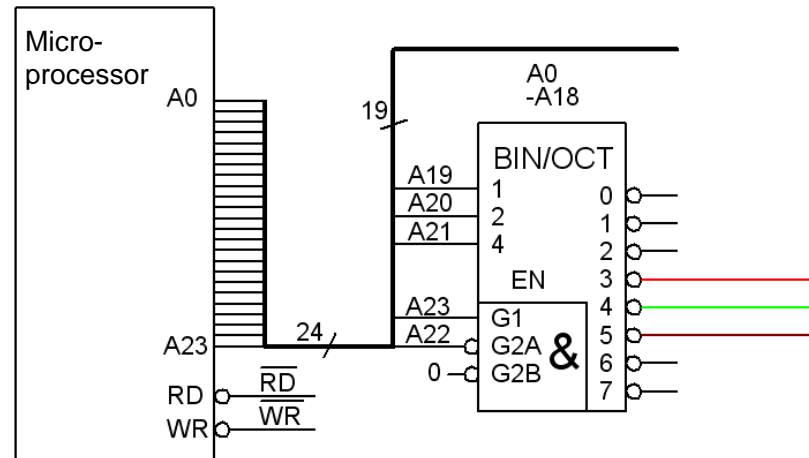 Micro-
processor
A0
A23
RD
WR
RD
WR
24
19
A0
-A18
A19
A20
A21
A23
A22
0
BIN/OCT
1
2
4
EN
G1
G2A
G2B
&
0
1
2
3
4
5
6
7